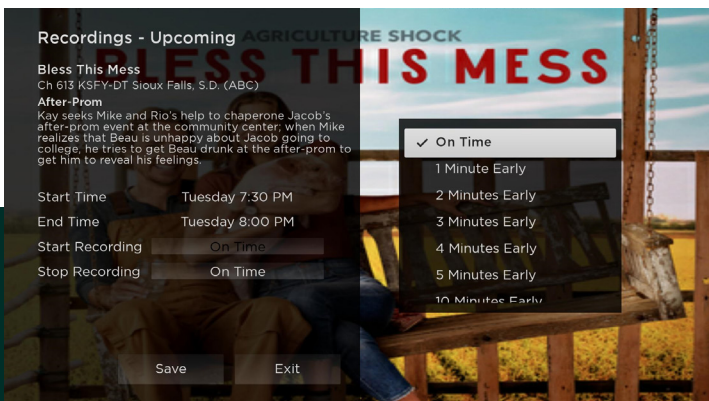 Recordings - Upcoming
AGRICULTURE SHOCK
BLESS THIS MESS
Bless This Mess
Ch 613 KSFY-DT Sioux Falls, S.D. (ABC)
After-Prom
Kay seeks Mike and Rio's help to chaperone Jacob's
after-prom event at the community center; when Mike
realizes that Beau is unhappy about Jacob going to
college, he tries to get Beau drunk at the after-prom to
get him to reveal his feelings.
Start Time Tuesday 7:30 PM
End Time Tuesday 8:00 PM
Start Recording On Time
Stop Recording On Time
Save Exit
✓ On Time
1 Minute Early
2 Minutes Early
3 Minutes Early
4 Minutes Early
5 Minutes Early
10 Minutes Early